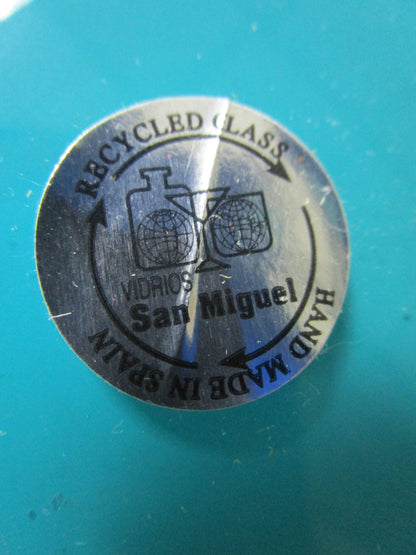 RECYCLED GLASS
VIDRIOS
San Miguel
HAND MADE IN SPAIN